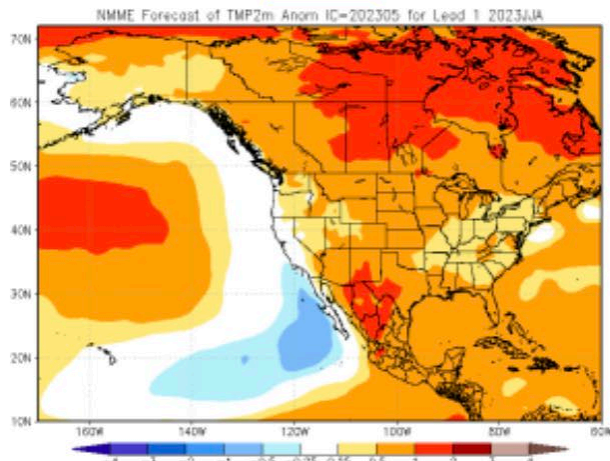 NMME Forecast of TMP2m Anom IC=202305 for Lead 1 2023JJA
70N
60N
50N
40N
30N
20N
10N
160W 140W 120W 100W 80W 60W